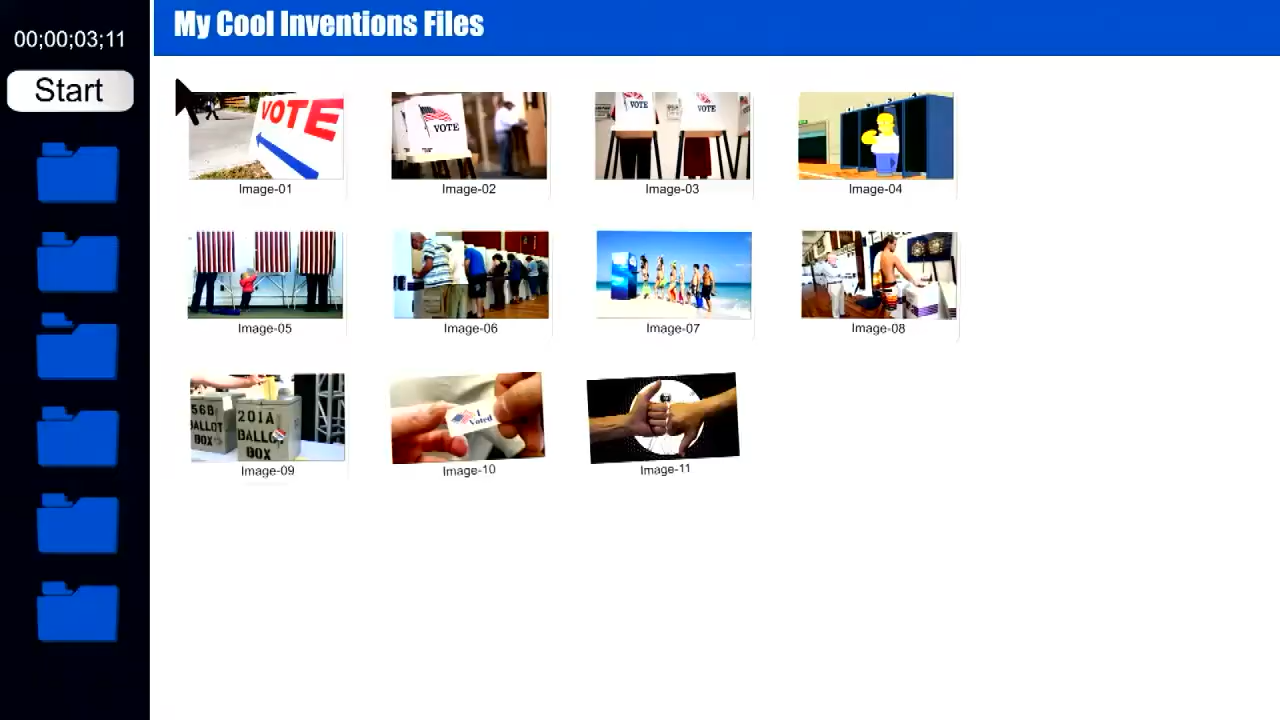 My Cool Inventions Files
00;00;03;11
Start
VOTE
VOTE
VOTE
VOTE
Image-01
Image-02
Image-03
Image-04
Image-05
Image-06
Image-07
Image-08
56B
BALLOT
BOX
201A
BALLO
BOX
I
Voted
Image-09
Image-10
Image-11